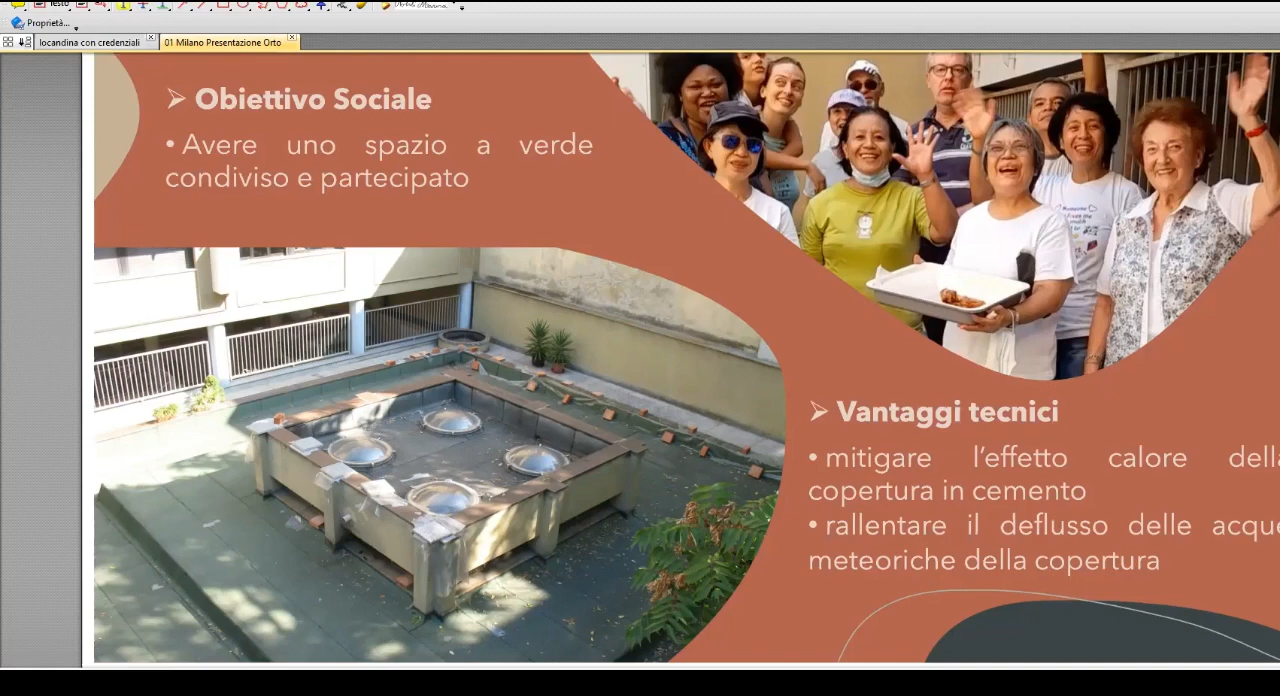 Testo
Proprietà...
locandina con credenziali
01 Milano Presentazione Orto
➢ Obiettivo Sociale
• Avere uno spazio a verde
condiviso e partecipato
➢ Vantaggi tecnici
• mitigare l'effetto calore della
copertura in cemento
• rallentare il deflusso delle acque
meteoriche della copertura